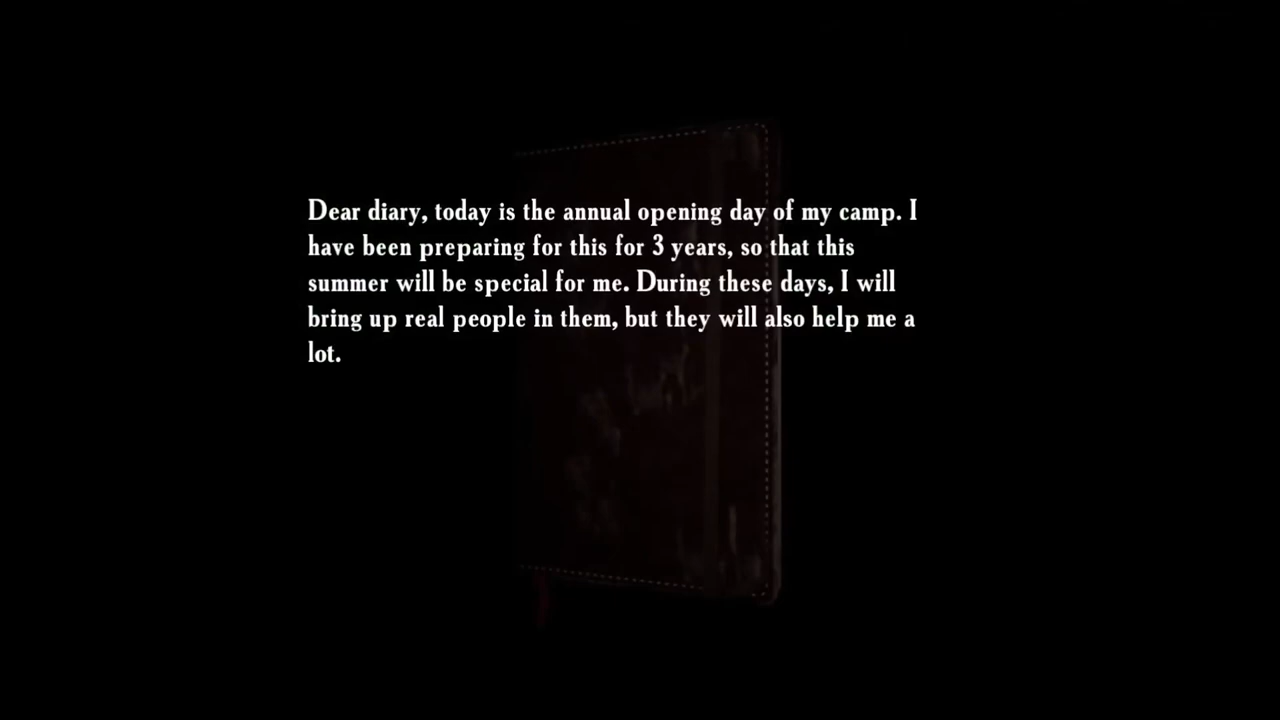 Dear diary, today is the annual opening day of my camp. I
have been preparing for this for 3 years, so that this
summer will be special for me. During these days, I will
bring up real people in them, but they will also help me a
lot.